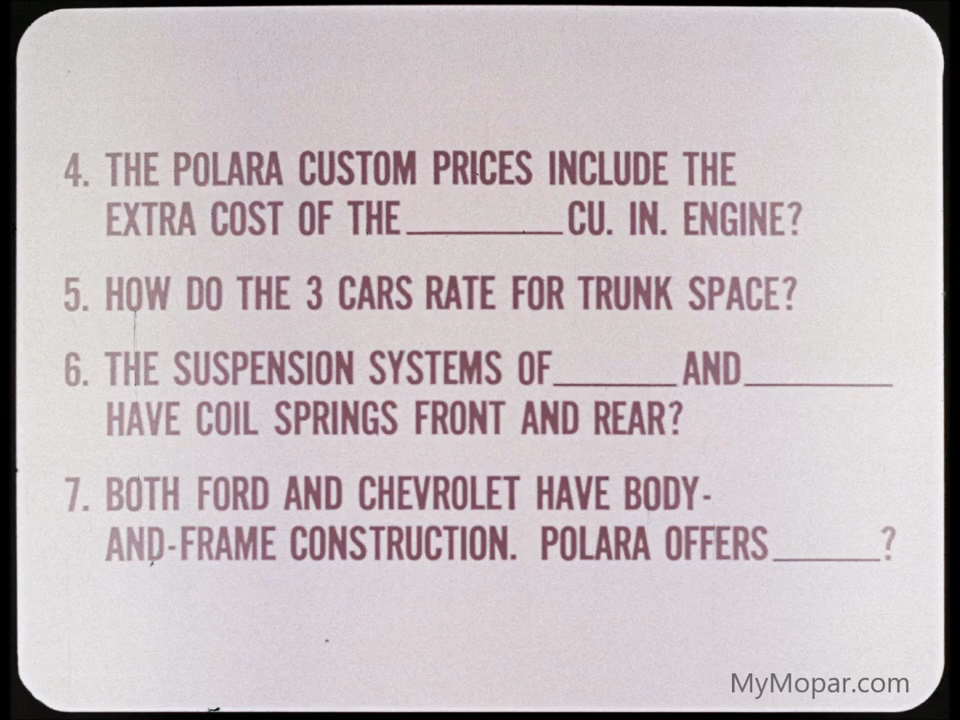 4. THE POLARA CUSTOM PRICES INCLUDE THE
EXTRA COST OF THE________CU. IN. ENGINE?
5. HOW DO THE 3 CARS RATE FOR TRUNK SPACE?
6. THE SUSPENSION SYSTEMS OF______AND_______
HAVE COIL SPRINGS FRONT AND REAR?
7. BOTH FORD AND CHEVROLET HAVE BODY-
AND-FRAME CONSTRUCTION. POLARA OFFERS_____?
MyMopar.com